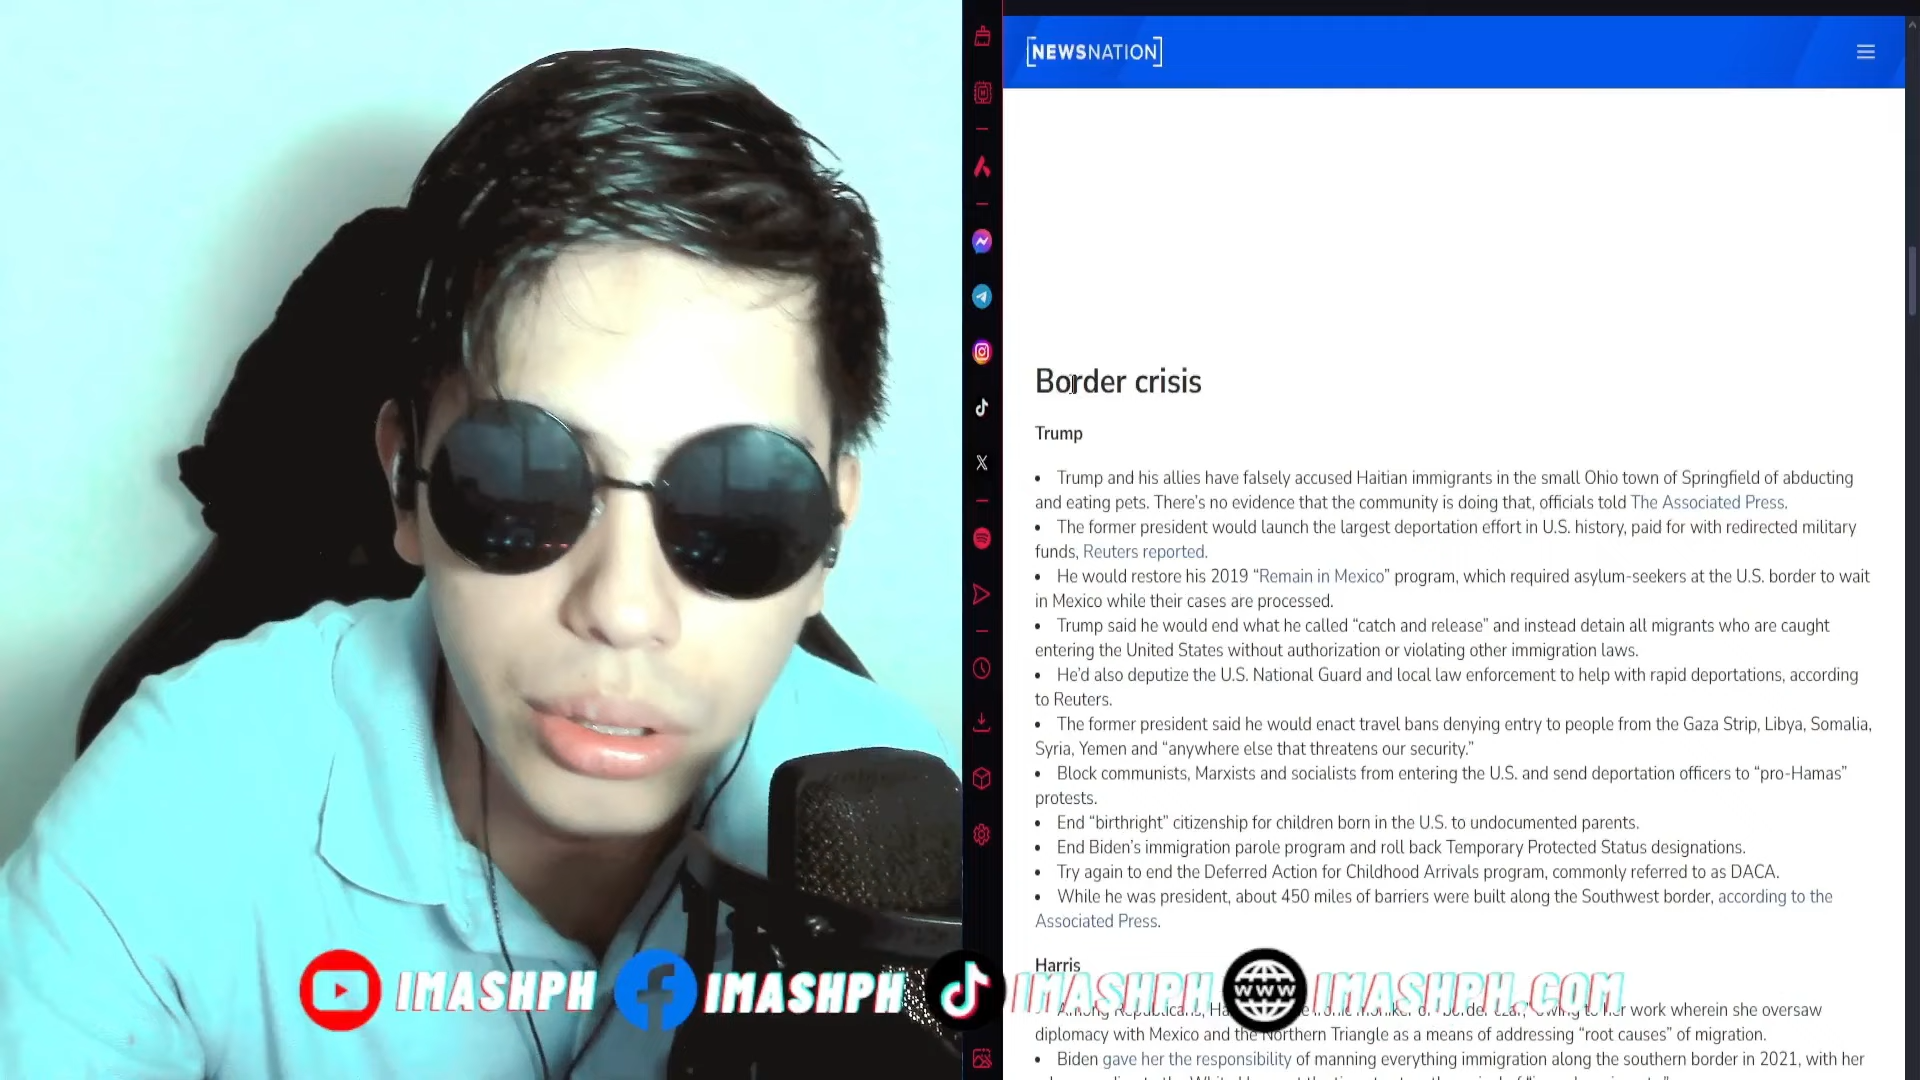 [NEWSNATION]
Border crisis
Trump
• Trump and his allies have falsely accused Haitian immigrants in the small Ohio town of Springfield of abducting
and eating pets. There’s no evidence that the community is doing that, officials told The Associated Press.
• The former president would launch the largest deportation effort in U.S. history, paid for with redirected military
funds, Reuters reported.
• He would restore his 2019 “Remain in Mexico” program, which required asylum-seekers at the U.S. border to wait
in Mexico while their cases are processed.
• Trump said he would end what he called “catch and release” and instead detain all migrants who are caught
entering the United States without authorization or violating other immigration laws.
• He’d also deputize the U.S. National Guard and local law enforcement to help with rapid deportations, according
to Reuters.
• The former president said he would enact travel bans denying entry to people from the Gaza Strip, Libya, Somalia,
Syria, Yemen and “anywhere else that threatens our security.”
• Block communists, Marxists and socialists from entering the U.S. and send deportation officers to “pro-Hamas”
protests.
• End “birthright” citizenship for children born in the U.S. to undocumented parents.
• End Biden’s immigration parole program and roll back Temporary Protected Status designations.
• Try again to end the Deferred Action for Childhood Arrivals program, commonly referred to as DACA.
• While he was president, about 450 miles of barriers were built along the Southwest border, according to the
Associated Press.
Harris
IMASHPH IMASHPH IMASHPH WWW IMASHPH.COM
Among Republicans, work wherein she oversaw
diplomacy with Mexico and the Northern Triangle as a means of addressing “root causes” of migration.
• Biden gave her the responsibility of manning everything immigration along the southern border in 2021, with her